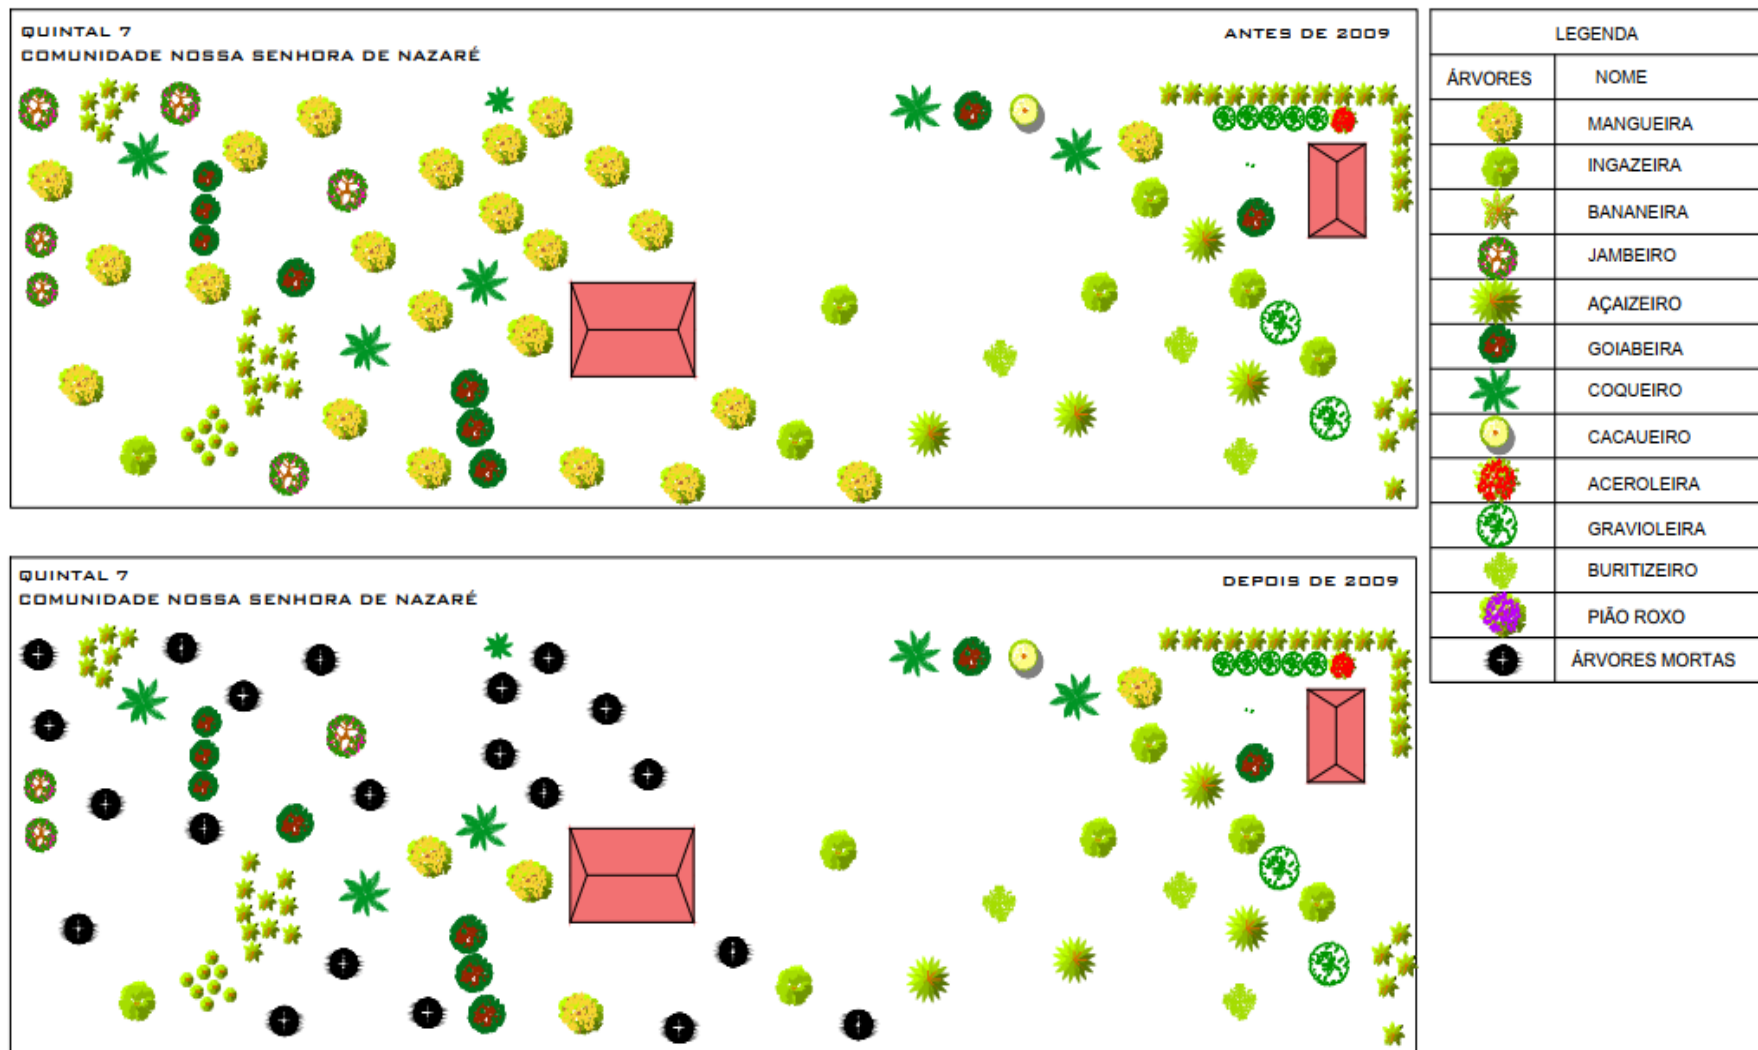 QUINTAL 7
COMUNIDADE NOSSA SENHORA DE NAZARÉ
ANTES DE 2009
LEGENDA
ÁRVORES NOME
MANGUEIRA
INGAZEIRA
BANANEIRA
JAMBEIRO
AÇAIZEIRO
GOIABEIRA
COQUEIRO
CACAUEIRO
ACEROLEIRA
GRAVIOLEIRA
BURITIZEIRO
PIÃO ROXO
ÁRVORES MORTAS
QUINTAL 7
COMUNIDADE NOSSA SENHORA DE NAZARÉ
DEPOIS DE 2009